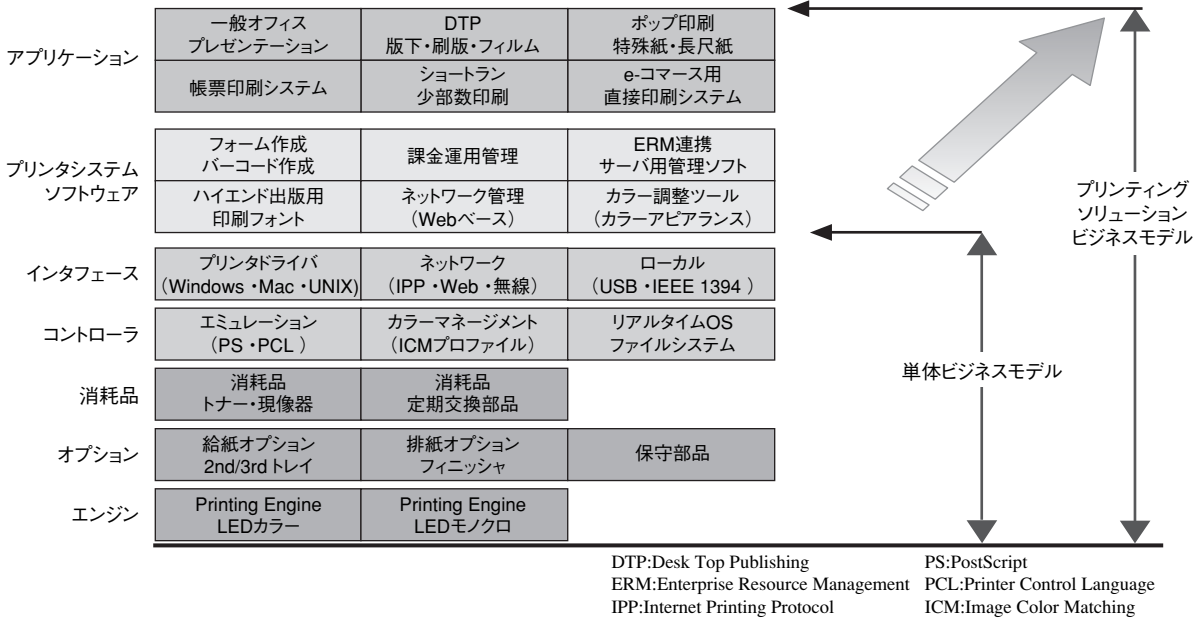 アプリケーション
一般オフィス
プレゼンテーション
DTP
版下・刷版・フィルム
ポップ印刷
特殊紙・長尺紙
帳票印刷システム
ショートラン
少部数印刷
e-コマース用
直接印刷システム
プリンタシステム
ソフトウェア
フォーム作成
バーコード作成
課金運用管理
ERM連携
サーバ用管理ソフト
ハイエンド出版用
印刷フォント
ネットワーク管理
（Webベース）
カラー調整ツール
（カラーアピアランス）
インタフェース
プリンタドライバ
（Windows ・Mac ・UNIX)
ネットワーク
（IPP ・Web ・無線）
ローカル
（USB ・IEEE 1394 ）
コントローラ
エミュレーション
（PS ・PCL ）
カラーマネージメント
（ICMプロファイル）
リアルタイムOS
ファイルシステム
消耗品
消耗品
トナー・現像器
消耗品
定期交換部品
オプション
給紙オプション
2nd/3rd トレイ
排紙オプション
フィニッシャ
保守部品
エンジン
Printing Engine
LEDカラー
Printing Engine
LEDモノクロ
単体ビジネスモデル
プリンティング
ソリューション
ビジネスモデル
DTP:Desk Top Publishing
ERM:Enterprise Resource Management
IPP:Internet Printing Protocol
PS:PostScript
PCL:Printer Control Language
ICM:Image Color Matching